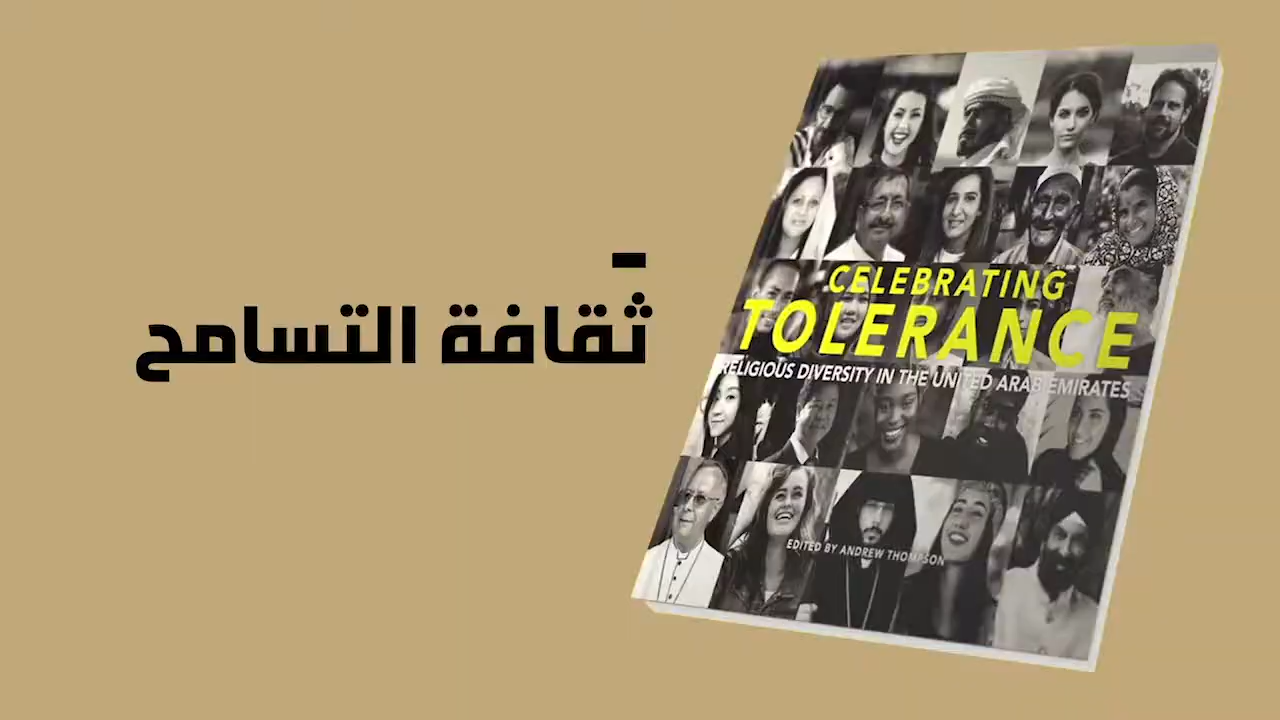 ثقافة التسامح
CELEBRATING
TOLERANCE
RELIGIOUS DIVERSITY IN THE UNITED ARAB EMIRATES
EDITED BY ANDREW THOMPSON